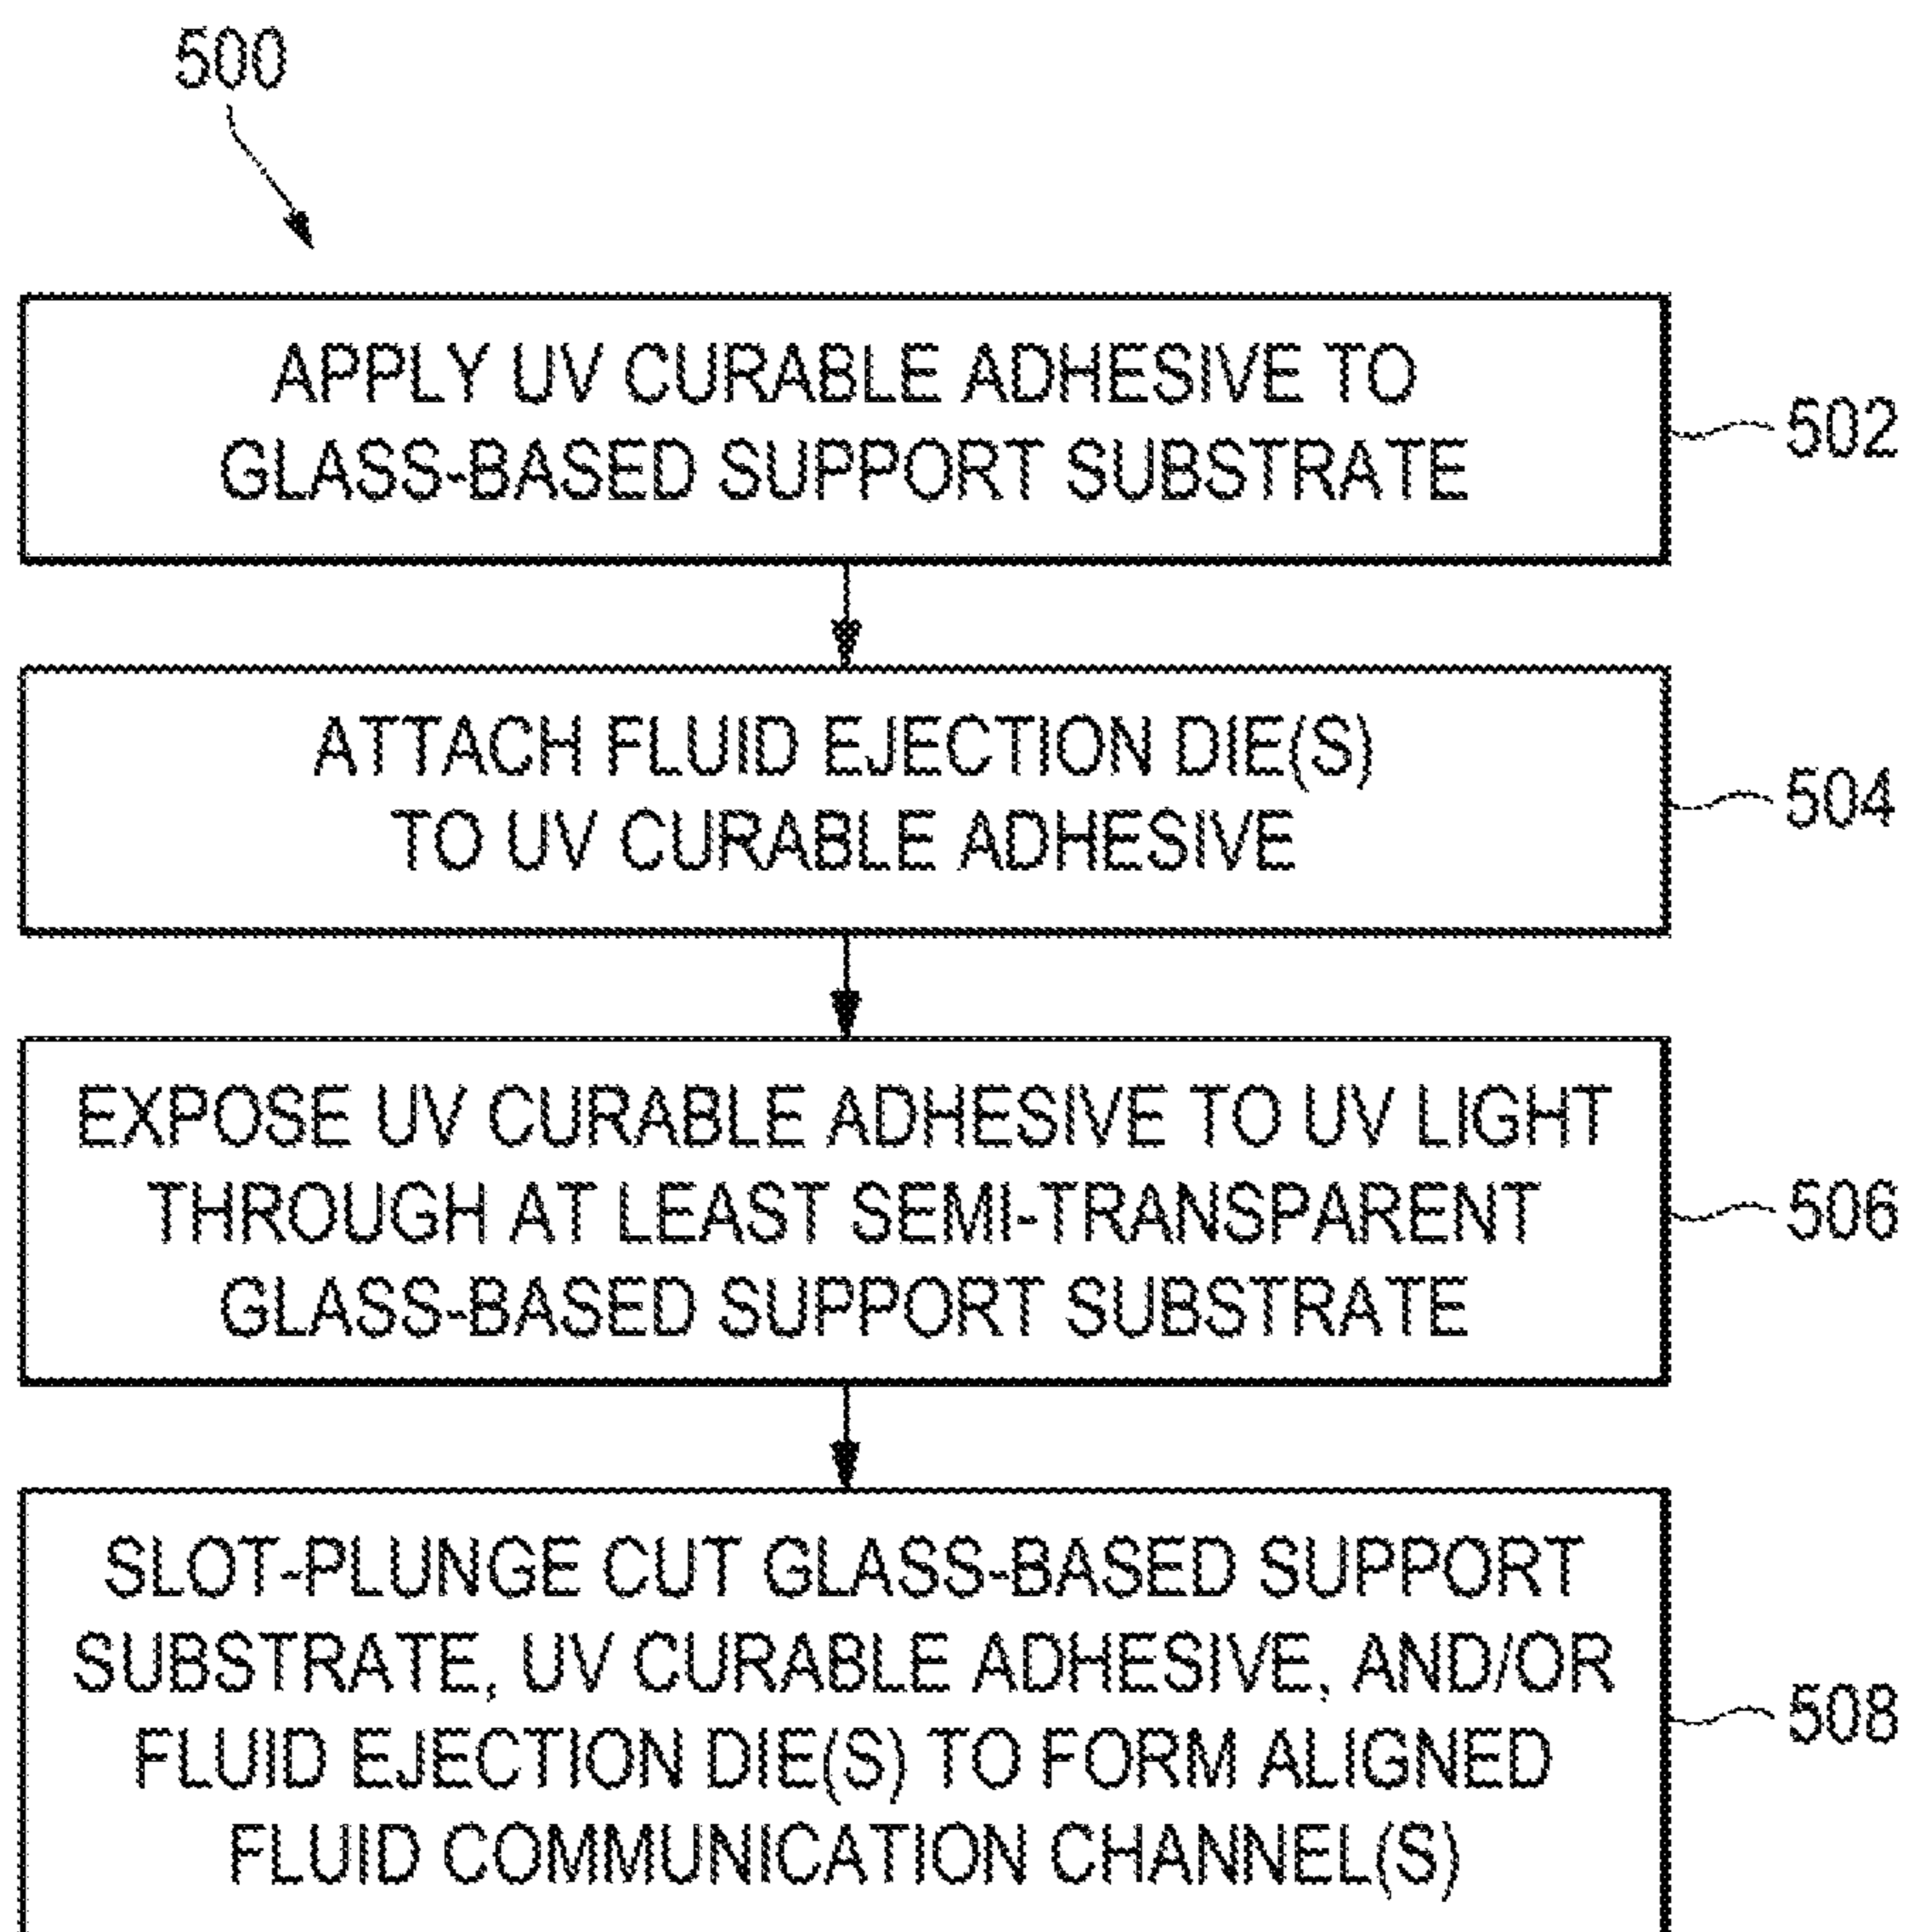 500
APPLY UV CURABLE ADHESIVE TO
GLASS-BASED SUPPORT SUBSTRATE
502
ATTACH FLUID EJECTION DIE(S)
TO UV CURABLE ADHESIVE
504
EXPOSE UV CURABLE ADHESIVE TO UV LIGHT
THROUGH AT LEAST SEMI-TRANSPARENT
GLASS-BASED SUPPORT SUBSTRATE
506
SLOT-PLUNGE CUT GLASS-BASED SUPPORT
SUBSTRATE, UV CURABLE ADHESIVE, AND/OR
FLUID EJECTION DIE(S) TO FORM ALIGNED
FLUID COMMUNICATION CHANNEL(S)
508